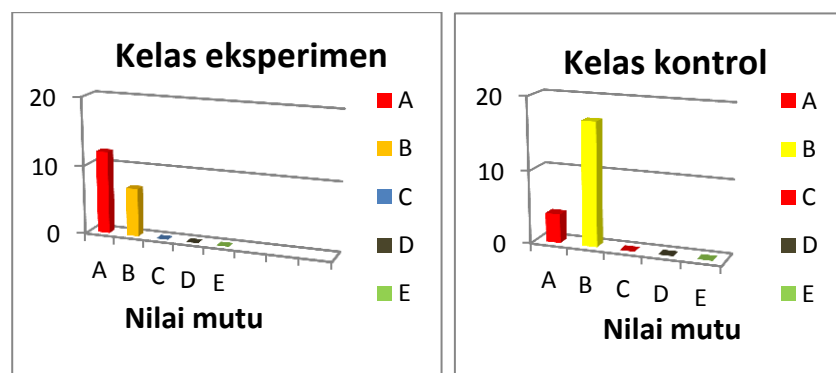 Kelas eksperimen
20
10
0
A B C D E
Nilai mutu
A
B
C
D
E
Kelas kontrol
20
10
0
A B C D E
Nilai mutu
A
B
C
D
E